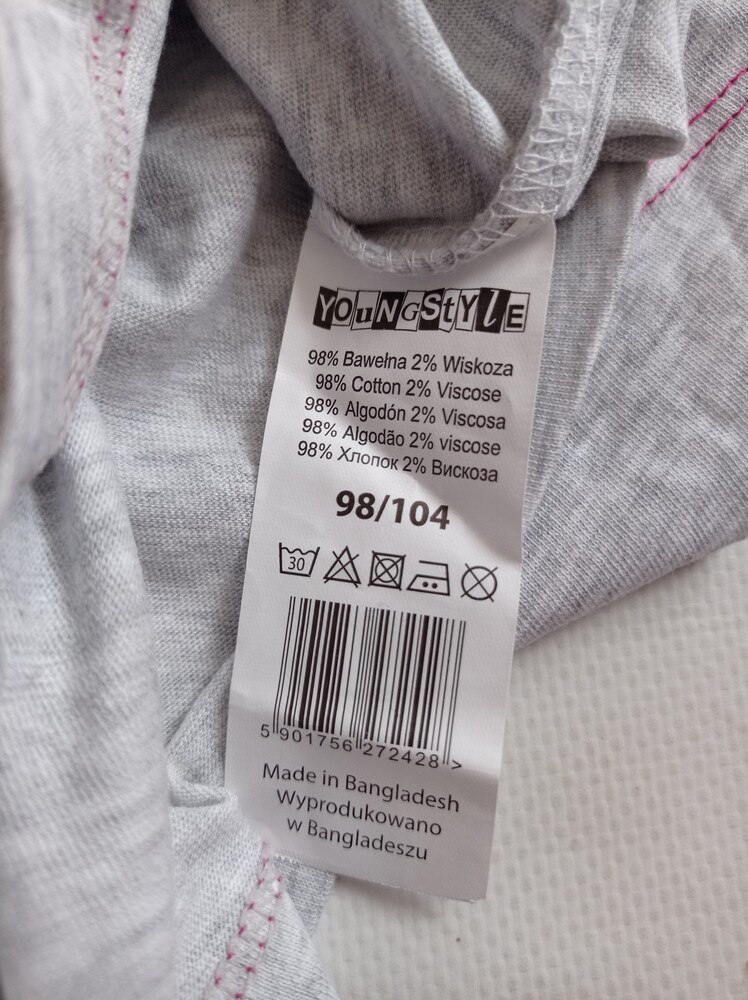 YOuNGStYlE
98% Bawełna 2% Wiskoza
98% Cotton 2% Viscose
98% Algodón 2% Viscosa
98% Algodão 2% viscose
98% Хлопок 2% Вискоза
98/104
30
5 901756 272428 >
Made in Bangladesh
Wyprodukowano
w Bangladeszu